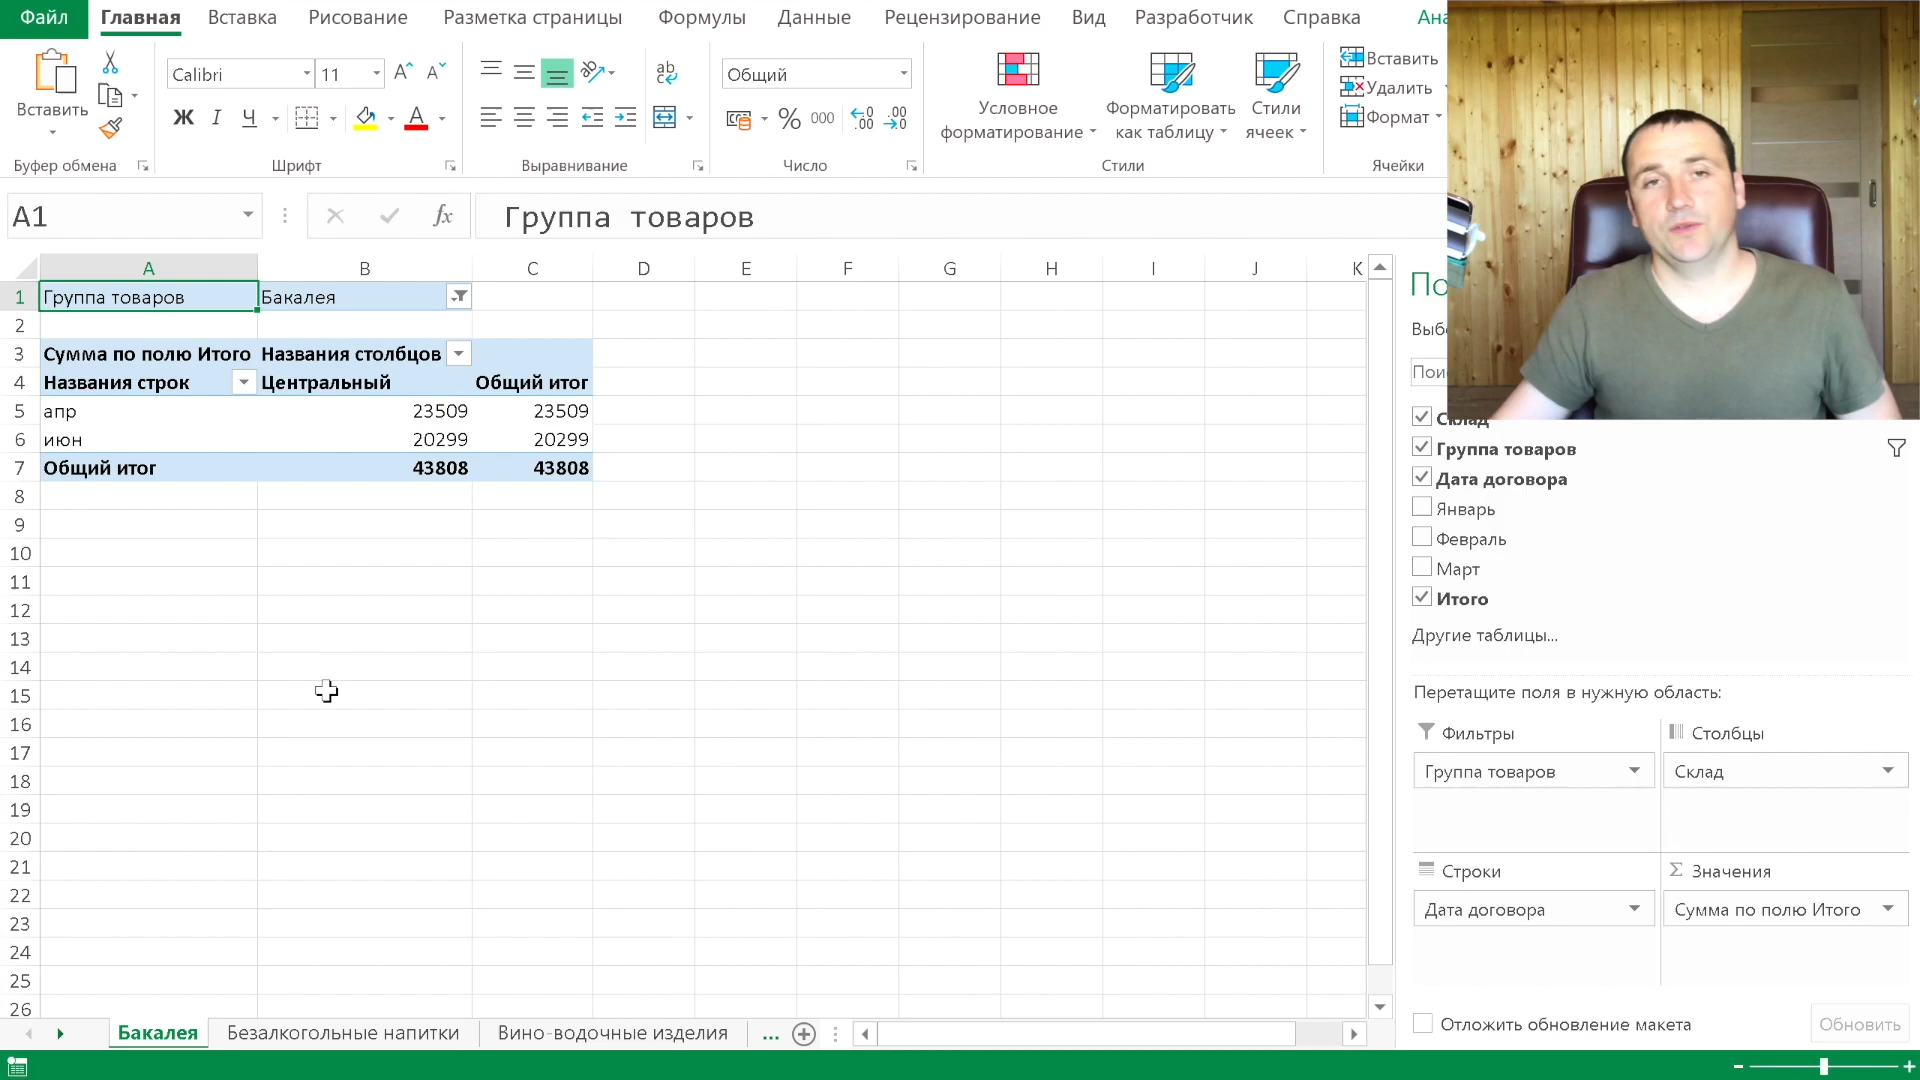 Файл Главная Вставка Рисование Разметка страницы Формулы Данные Рецензирование Вид Разработчик Справка
Вставить
Calibri 11
Ж К Ч
Общий
% 000
Условное форматирование
Форматировать как таблицу
Стили ячеек
Вставить
Удалить
Формат
Буфер обмена Шрифт Выравнивание Число Стили Ячейки
A1 fx Группа товаров
A B C D E F G H I J K
1 Группа товаров Бакалея
2
3 Сумма по полю Итого Названия столбцов
4 Названия строк Центральный Общий итог
5 апр 23509 23509
6 июн 20299 20299
7 Общий итог 43808 43808
8
9
10
11
12
13
14
15
16
17
18
19
20
21
22
23
24
25
26
Бакалея Безалкогольные напитки Вино-водочные изделия ...
Склад
Группа товаров
Дата договора
Январь
Февраль
Март
Итого
Другие таблицы...
Перетащите поля в нужную область:
Фильтры Столбцы
Группа товаров Склад
Строки Σ Значения
Дата договора Сумма по полю Итого
Отложить обновление макета Обновить